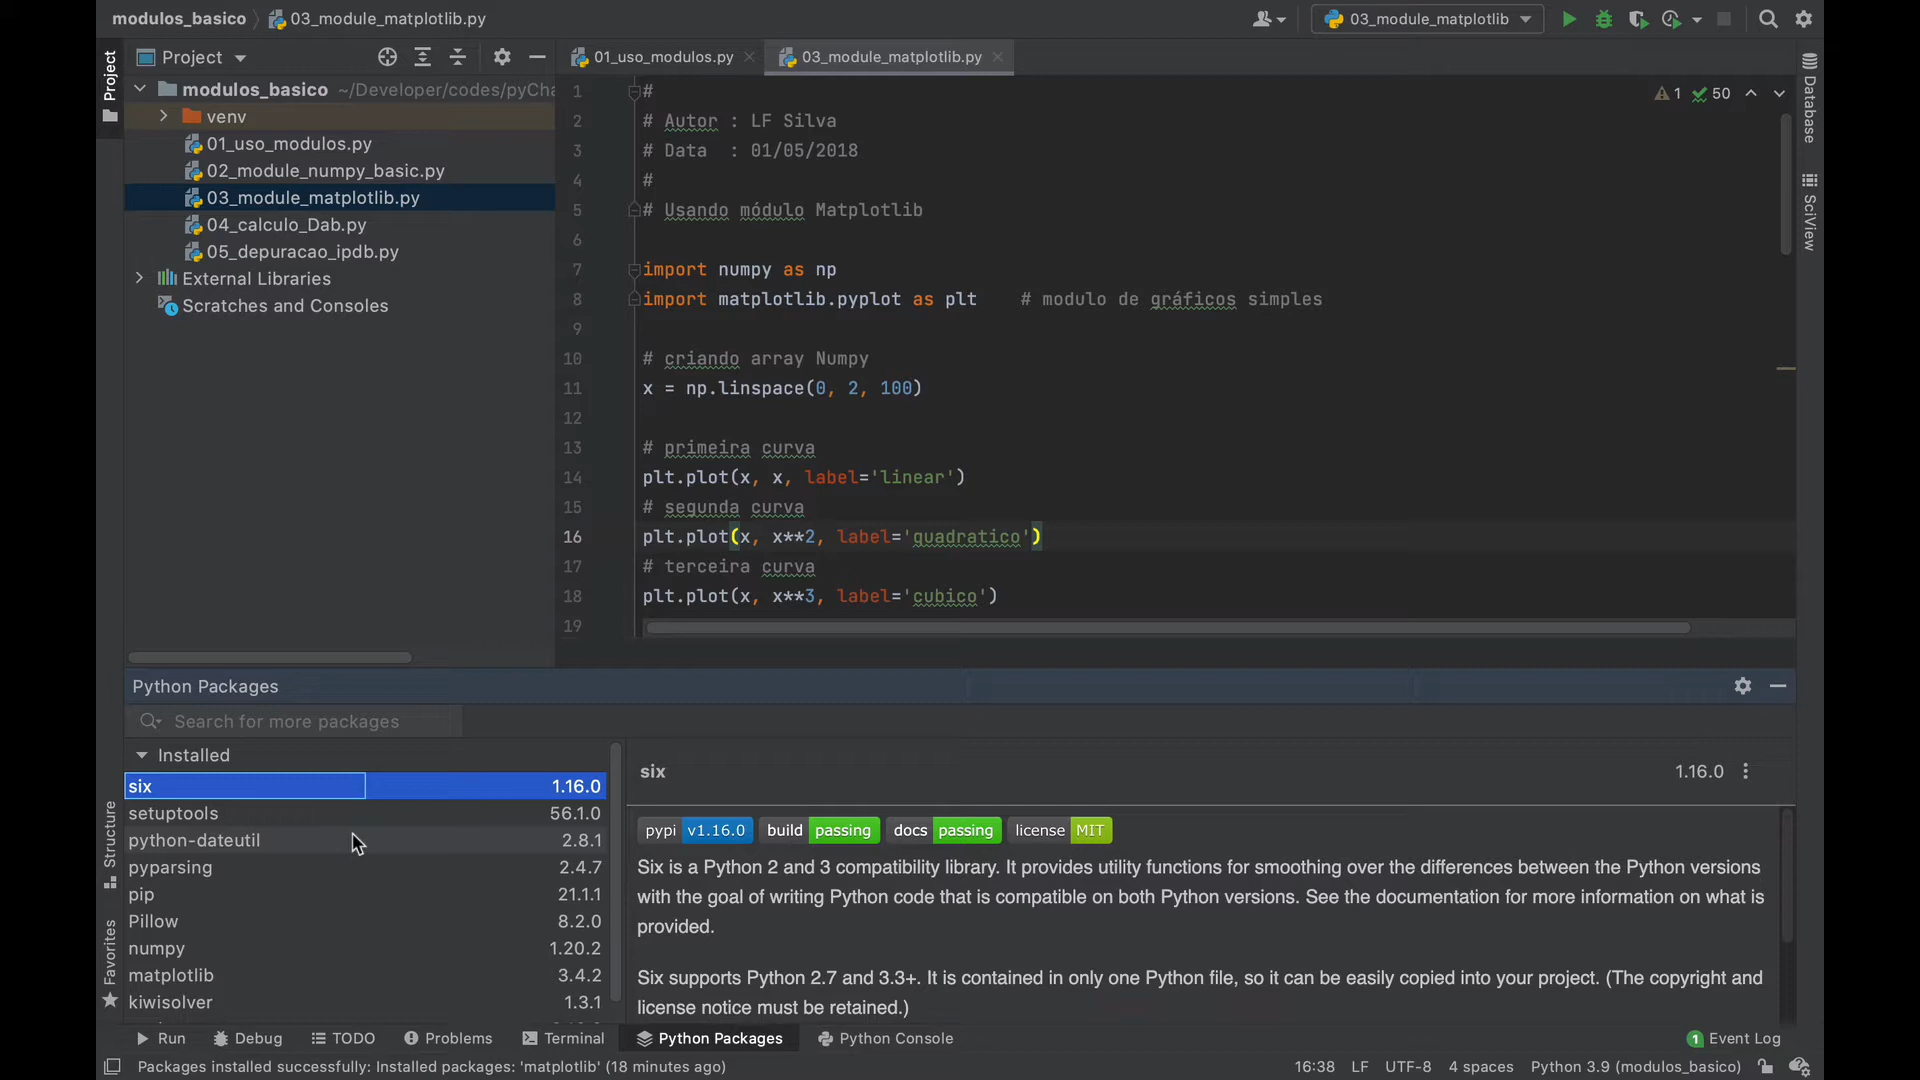 modulos_basico 03_module_matplotlib.py
03_module_matplotlib
Project
Project
01_uso_modulos.py
03_module_matplotlib.py
modulos_basico ~/Developer/codes/pyCha
venv
01_uso_modulos.py
02_module_numpy_basic.py
03_module_matplotlib.py
04_calculo_Dab.py
05_depuracao_ipdb.py
External Libraries
Scratches and Consoles
1 50
1 #
2 # Autor : LF Silva
3 # Data  : 01/05/2018
4 #
5 # Usando módulo Matplotlib
6
7 import numpy as np
8 import matplotlib.pyplot as plt    # modulo de gráficos simples
9
10 # criando array Numpy
11 x = np.linspace(0, 2, 100)
12
13 # primeira curva
14 plt.plot(x, x, label='linear')
15 # segunda curva
16 plt.plot(x, x**2, label='quadratico')
17 # terceira curva
18 plt.plot(x, x**3, label='cubico')
19
Database
SciView
Python Packages
Search for more packages
Installed
six 1.16.0
setuptools 56.1.0
python-dateutil 2.8.1
pyparsing 2.4.7
pip 21.1.1
Pillow 8.2.0
numpy 1.20.2
matplotlib 3.4.2
kiwisolver 1.3.1
six 1.16.0
pypi v1.16.0 build passing docs passing license MIT
Six is a Python 2 and 3 compatibility library. It provides utility functions for smoothing over the differences between the Python versions
with the goal of writing Python code that is compatible on both Python versions. See the documentation for more information on what is
provided.
Six supports Python 2.7 and 3.3+. It is contained in only one Python file, so it can be easily copied into your project. (The copyright and
license notice must be retained.)
Structure
Favorites
Run Debug TODO Problems Terminal Python Packages Python Console 1 Event Log
Packages installed successfully: Installed packages: 'matplotlib' (18 minutes ago) 16:38 LF UTF-8 4 spaces Python 3.9 (modulos_basico)